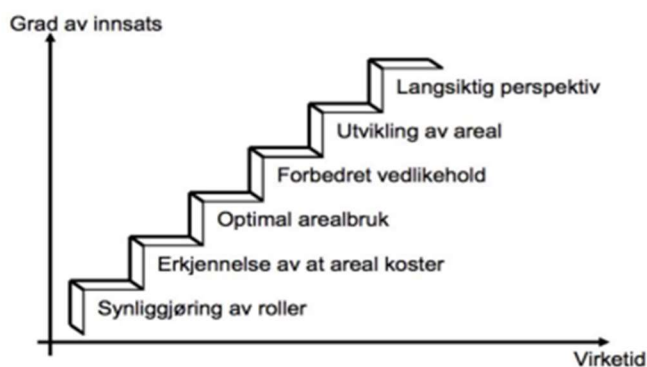 Grad av innsats
Langsiktig perspektiv
Utvikling av areal
Forbedret vedlikehold
Optimal arealbruk
Erkjennelse av at areal koster
Synliggjøring av roller
Virketid